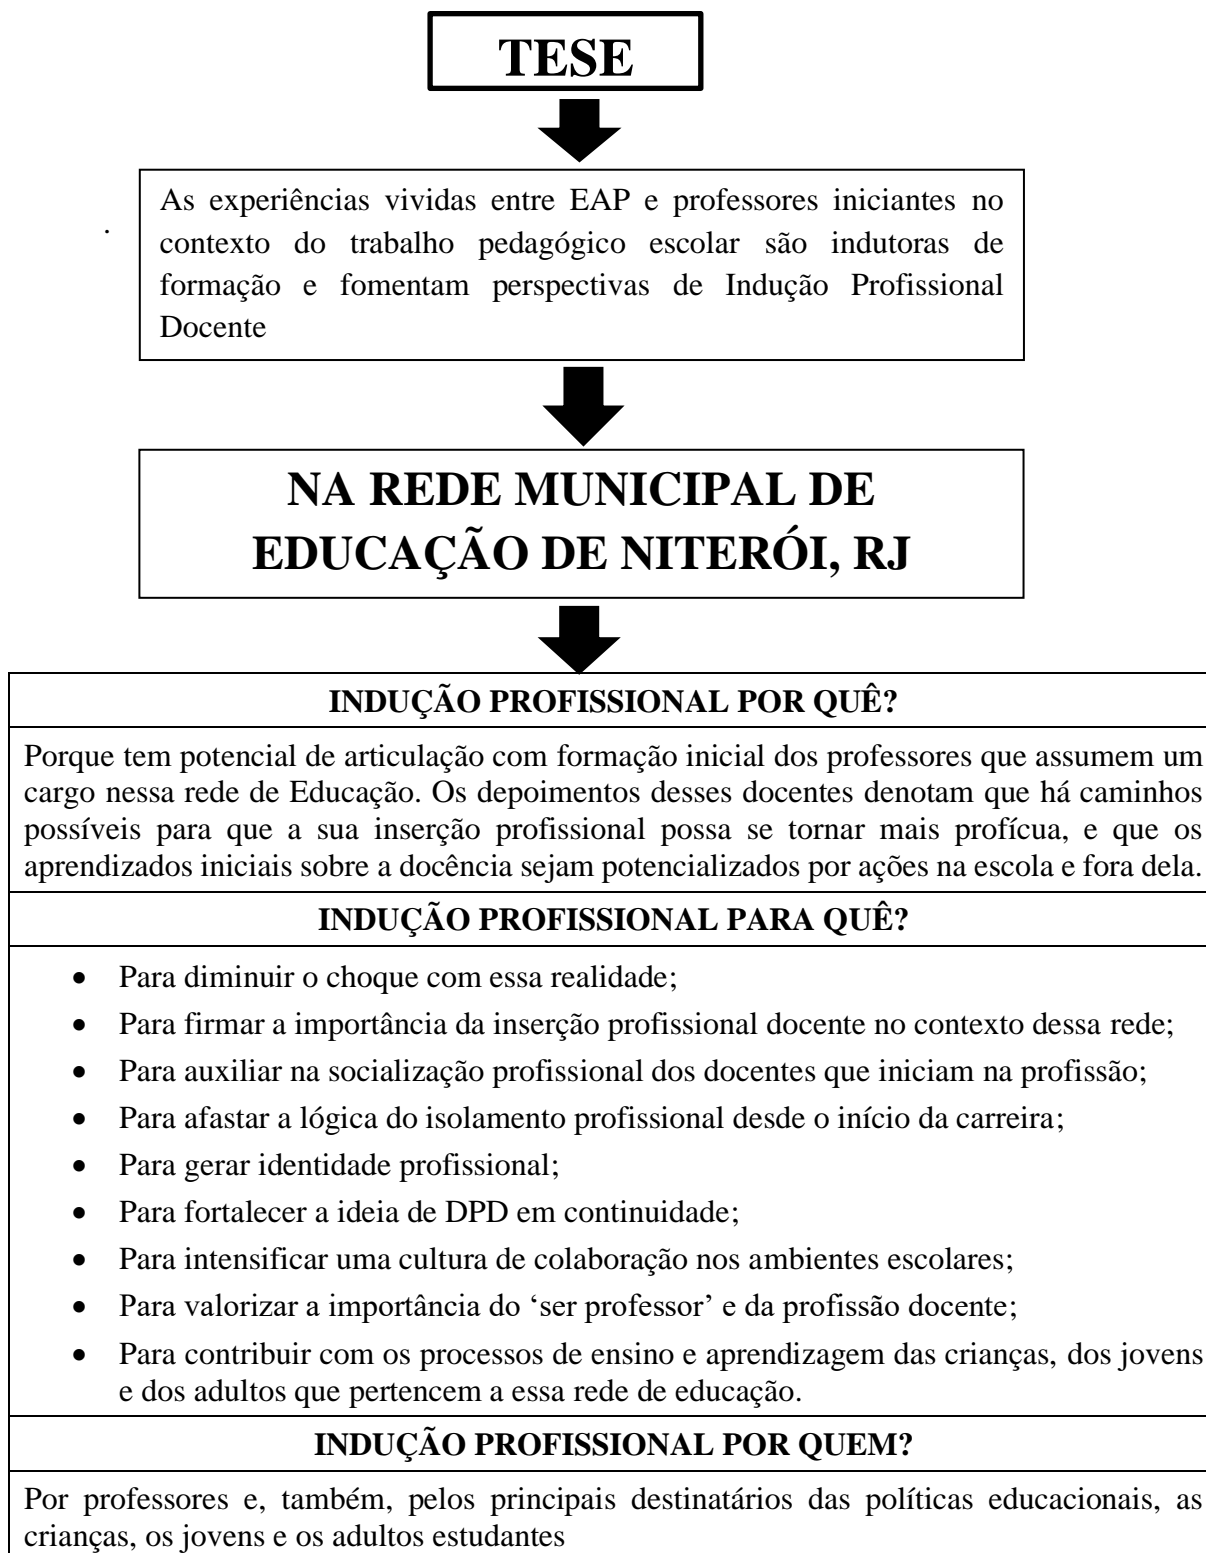 TESE
As experiências vividas entre EAP e professores iniciantes no
contexto do trabalho pedagógico escolar são indutoras de
formação e fomentam perspectivas de Indução Profissional
Docente
.
NA REDE MUNICIPAL DE
EDUCAÇÃO DE NITERÓI, RJ
INDUÇÃO PROFISSIONAL POR QUÊ?
Porque tem potencial de articulação com formação inicial dos professores que assumem um
cargo nessa rede de Educação. Os depoimentos desses docentes denotam que há caminhos
possíveis para que a sua inserção profissional possa se tornar mais profícua, e que os
aprendizados iniciais sobre a docência sejam potencializados por ações na escola e fora dela.
INDUÇÃO PROFISSIONAL PARA QUÊ?
• Para diminuir o choque com essa realidade;
• Para firmar a importância da inserção profissional docente no contexto dessa rede;
• Para auxiliar na socialização profissional dos docentes que iniciam na profissão;
• Para afastar a lógica do isolamento profissional desde o início da carreira;
• Para gerar identidade profissional;
• Para fortalecer a ideia de DPD em continuidade;
• Para intensificar uma cultura de colaboração nos ambientes escolares;
• Para valorizar a importância do ‘ser professor’ e da profissão docente;
• Para contribuir com os processos de ensino e aprendizagem das crianças, dos jovens
e dos adultos que pertencem a essa rede de educação.
INDUÇÃO PROFISSIONAL POR QUEM?
Por professores e, também, pelos principais destinatários das políticas educacionais, as
crianças, os jovens e os adultos estudantes